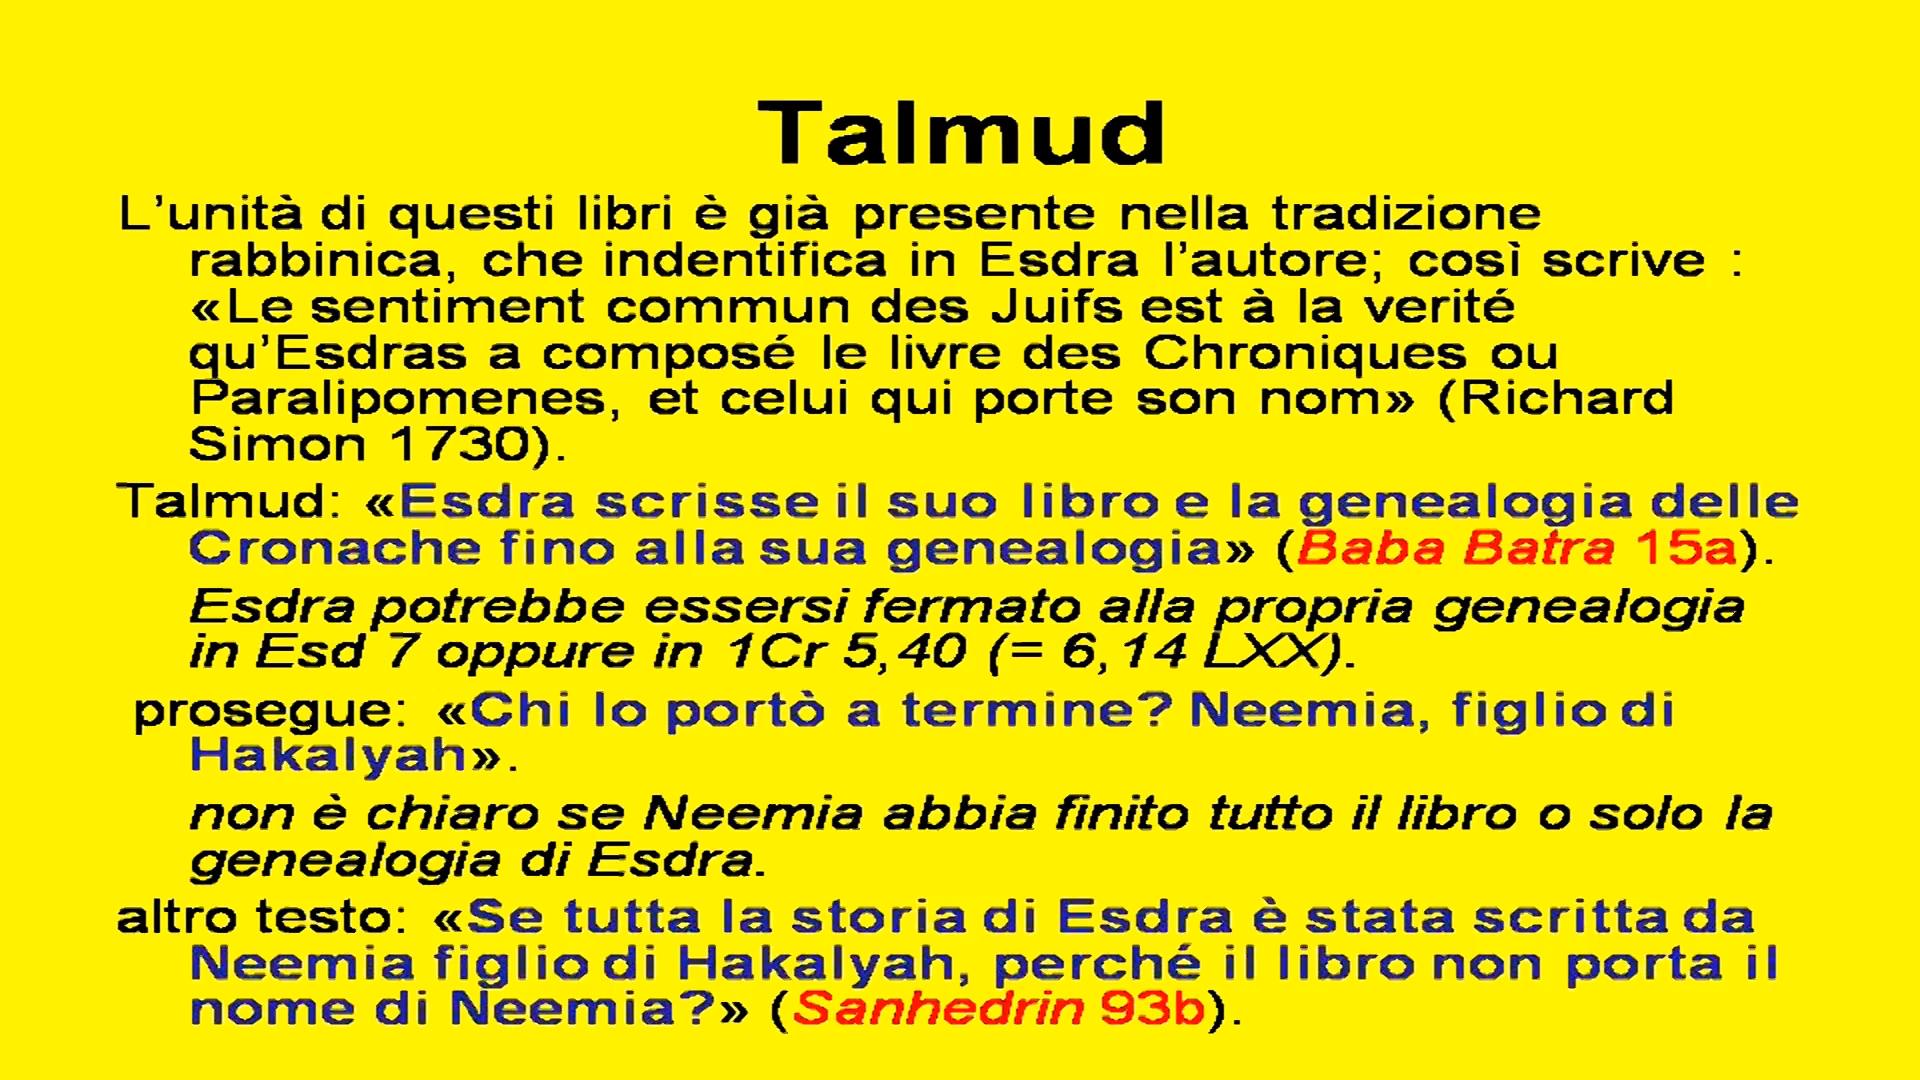 Talmud
L’unità di questi libri è già presente nella tradizione
rabbinica, che indentifica in Esdra l’autore; così scrive :
«Le sentiment commun des Juifs est à la verité
qu’Esdras a composé le livre des Chroniques ou
Paralipomenes, et celui qui porte son nom» (Richard
Simon 1730).
Talmud: «Esdra scrisse il suo libro e la genealogia delle
Cronache fino alla sua genealogia» (Baba Batra 15a).
Esdra potrebbe essersi fermato alla propria genealogia
in Esd 7 oppure in 1Cr 5,40 (= 6,14 LXX).
prosegue: «Chi lo portò a termine? Neemia, figlio di
Hakalyah».
non è chiaro se Neemia abbia finito tutto il libro o solo la
genealogia di Esdra.
altro testo: «Se tutta la storia di Esdra è stata scritta da
Neemia figlio di Hakalyah, perché il libro non porta il
nome di Neemia?» (Sanhedrin 93b).